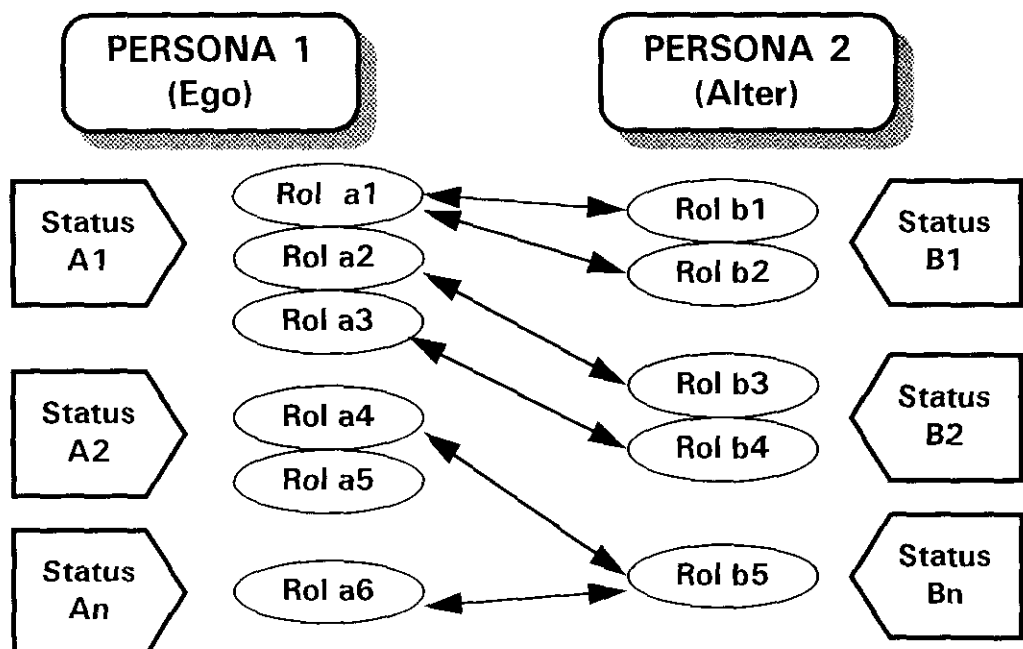 PERSONA 1
(Ego)
PERSONA 2
(Alter)
Status
A1
Rol a1
Rol a2
Rol a3
Rol b1
Rol b2
Status
B1
Status
A2
Rol a4
Rol a5
Rol b3
Rol b4
Status
B2
Status
An
Rol a6
Rol b5
Status
Bn